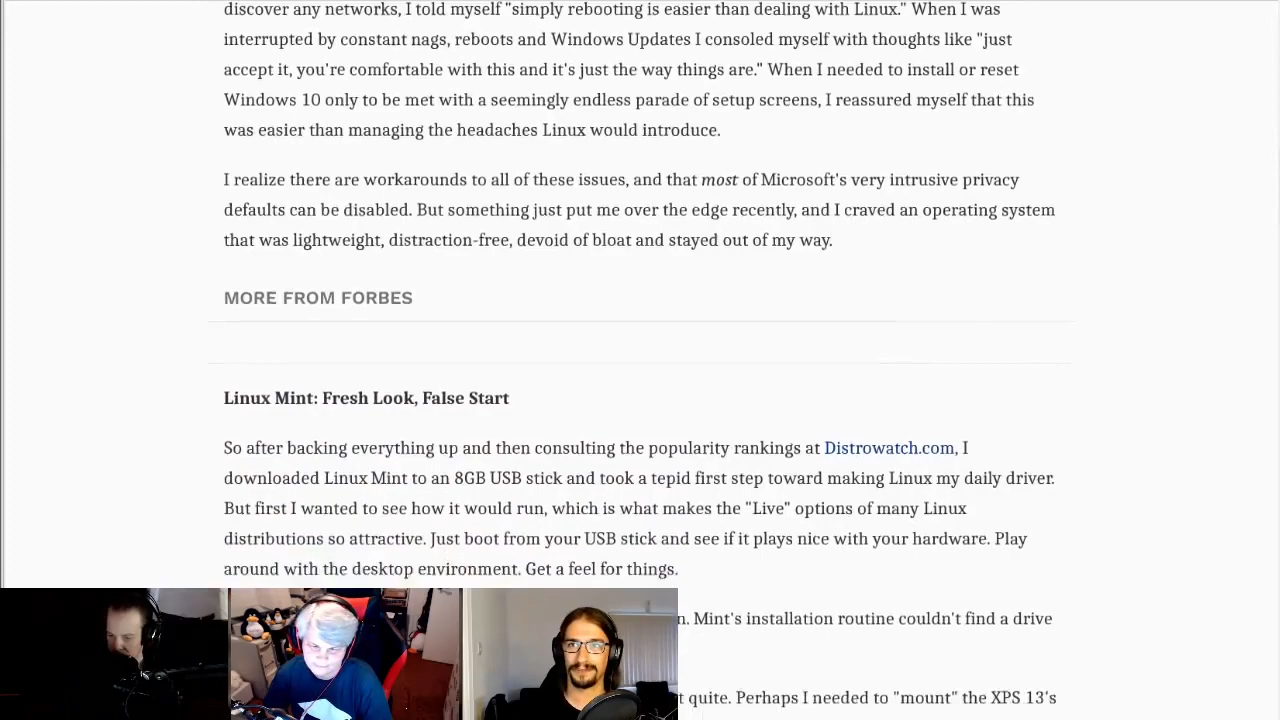 discover any networks, I told myself "simply rebooting is easier than dealing with Linux." When I was
interrupted by constant nags, reboots and Windows Updates I consoled myself with thoughts like "just
accept it, you're comfortable with this and it's just the way things are." When I needed to install or reset
Windows 10 only to be met with a seemingly endless parade of setup screens, I reassured myself that this
was easier than managing the headaches Linux would introduce.
I realize there are workarounds to all of these issues, and that most of Microsoft's very intrusive privacy
defaults can be disabled. But something just put me over the edge recently, and I craved an operating system
that was lightweight, distraction-free, devoid of bloat and stayed out of my way.
MORE FROM FORBES
Linux Mint: Fresh Look, False Start
So after backing everything up and then consulting the popularity rankings at Distrowatch.com, I
downloaded Linux Mint to an 8GB USB stick and took a tepid first step toward making Linux my daily driver.
But first I wanted to see how it would run, which is what makes the "Live" options of many Linux
distributions so attractive. Just boot from your USB stick and see if it plays nice with your hardware. Play
around with the desktop environment. Get a feel for things.
Mint's installation routine couldn't find a drive
quite. Perhaps I needed to "mount" the XPS 13's